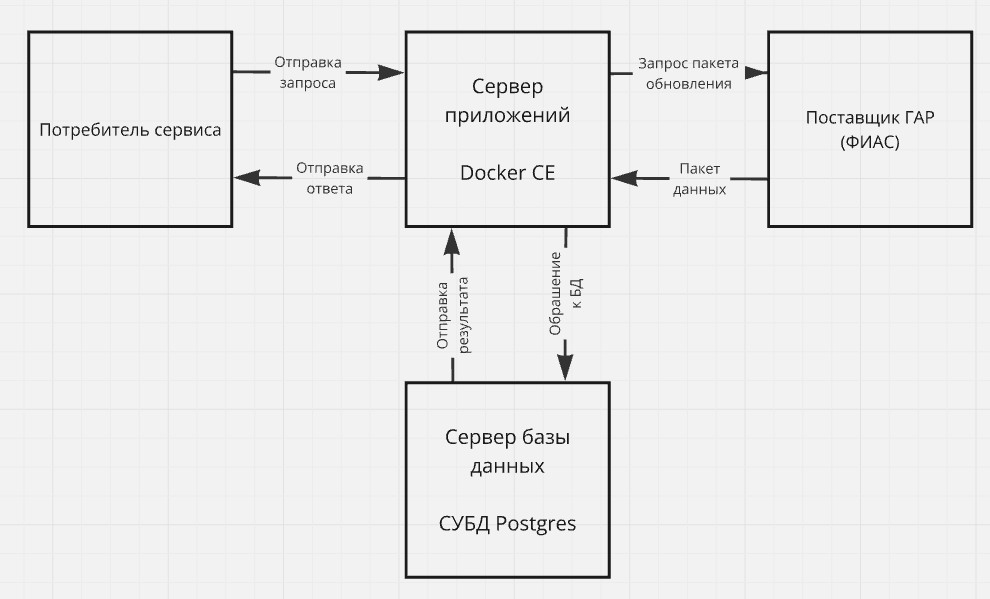 Отправка
запроса
Запрос пакета
обновления
Потребитель сервиса
Сервер
приложений
Docker CE
Поставщик ГАР
(ФИАС)
Отправка
ответа
Пакет
данных
Отправка
результата
Обрашение
к БД
Сервер базы
данных
СУБД Postgres